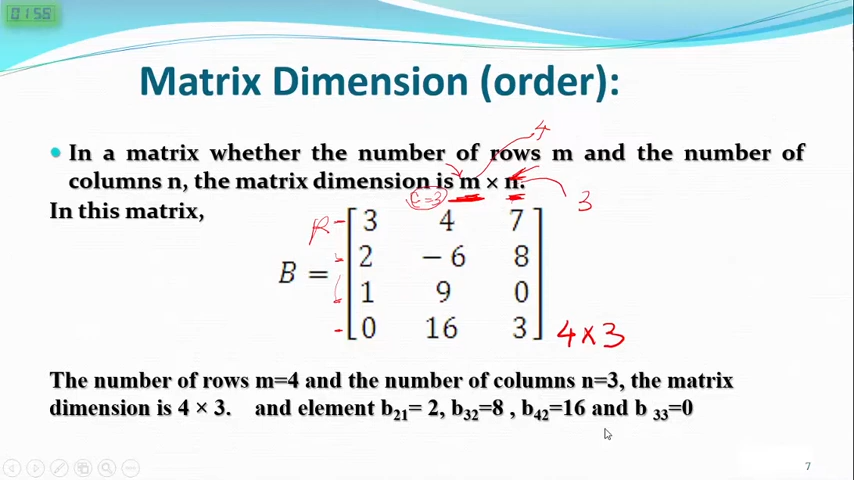 01:55
Matrix Dimension (order):
In a matrix whether the number of rows m and the number of
columns n, the matrix dimension is m × n.
4
3
C=3
In this matrix,
R
B =
3 4 7
2 −6 8
1 9 0
0 16 3
4×3
The number of rows m=4 and the number of columns n=3, the matrix
dimension is 4 × 3. and element b21= 2, b32=8 , b42=16 and b 33=0
7